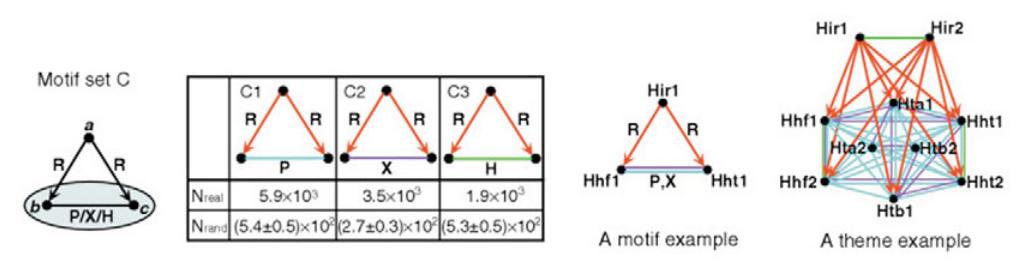 Motif set C
a
R R
b P/X/H c
C1 C2 C3
R R R R R R
P X H
Nreal 5.9×10³ 3.5×10³ 1.9×10³
Nrand (5.4±0.5)×10² (2.7±0.3)×10² (5.3±0.5)×10²
Hir1
R R
Hhf1 P,X Hht1
A motif example
Hir1 Hir2
Hta1
Hhf1 Hht1
Hta2 Htb2
Hhf2 Hht2
Htb1
A theme example